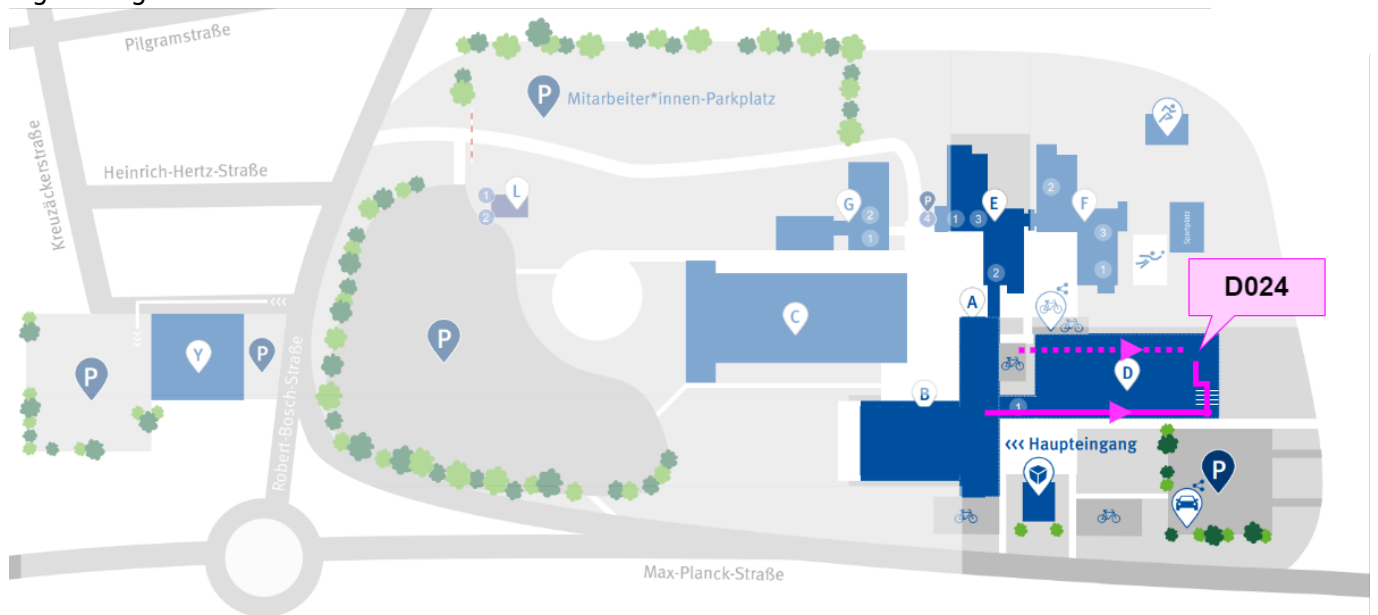 Pilgramstraße
Mitarbeiter*innen-Parkplatz
P
Kreuzäckerstraße
Heinrich-Hertz-Straße
L
1
2
G
2
1
P
4
1
3
E
2
2
F
3
1
Sportplatz
D024
A
C
P
Y
P
P
D
B
1
‹‹‹
‹‹‹
‹‹‹ Haupteingang
P
Robert-Bosch-Straße
Max-Planck-Straße